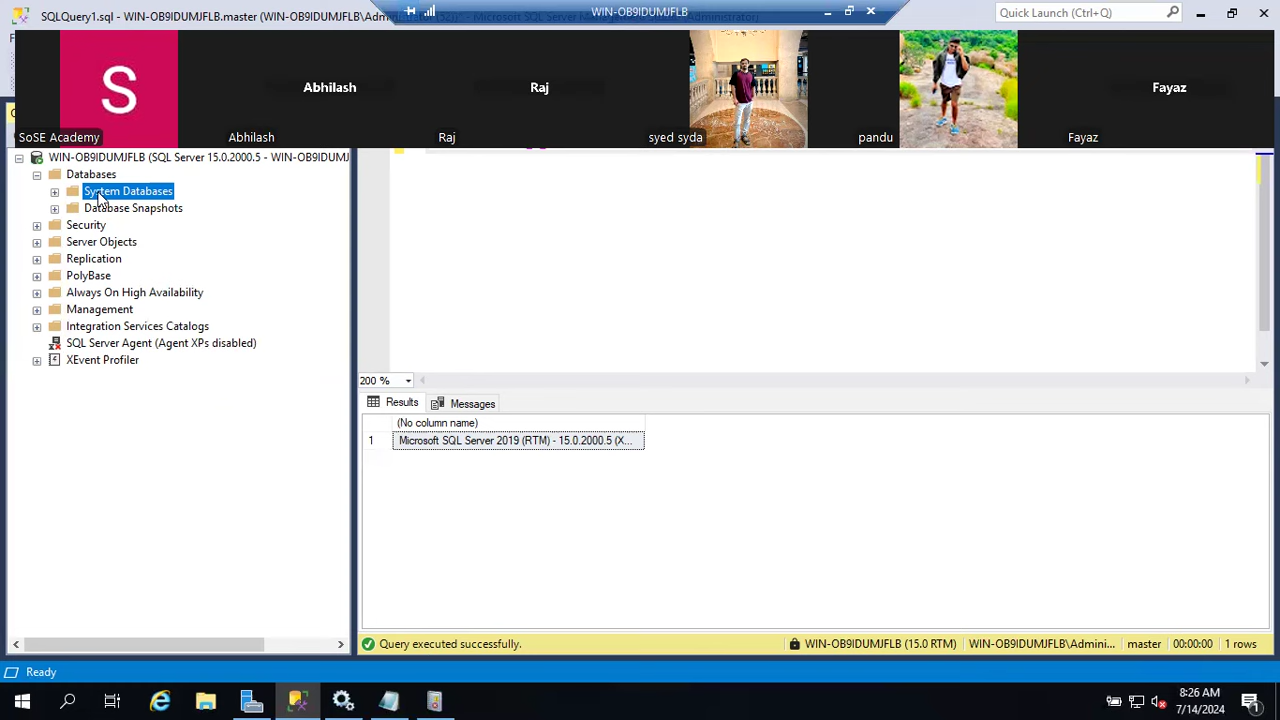 SQLQuery1.sql - WIN-OB9IDUMJFLB.master (WIN-OB9IDUMJFLB\Ad
WIN-OB9IDUMJFLB
Quick Launch (Ctrl+Q)
S
Abhilash
Raj
Fayaz
SoSE Academy
Abhilash
Raj
syed syda
pandu
Fayaz
WIN-OB9IDUMJFLB (SQL Server 15.0.2000.5 - WIN-OB9IDUMJ
Databases
System Databases
Database Snapshots
Security
Server Objects
Replication
PolyBase
Always On High Availability
Management
Integration Services Catalogs
SQL Server Agent (Agent XPs disabled)
XEvent Profiler
200 %
Results
Messages
(No column name)
1 Microsoft SQL Server 2019 (RTM) - 15.0.2000.5 (X...
Query executed successfully.
WIN-OB9IDUMJFLB (15.0 RTM)
WIN-OB9IDUMJFLB\Admini...
master
00:00:00
1 rows
Ready
8:26 AM
7/14/2024
1